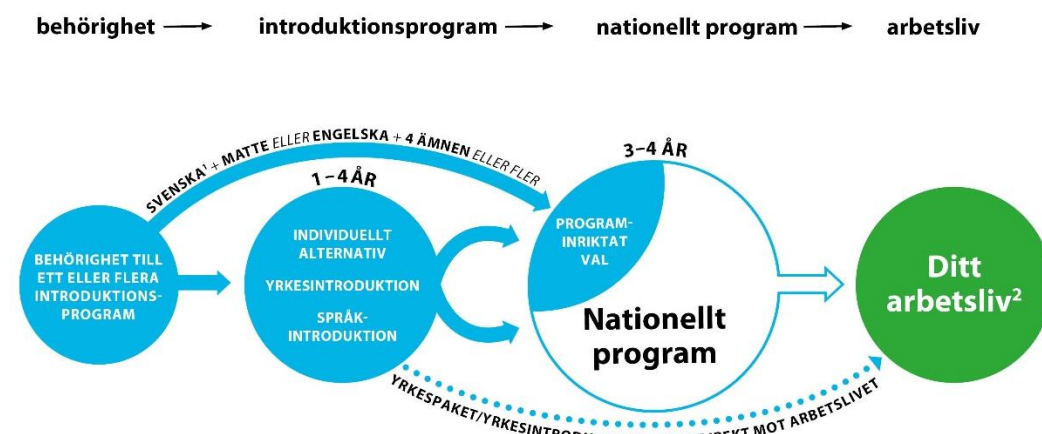 behörighet → introduktionsprogram → nationellt program → arbetsliv
SVENSKA¹ + MATTE ELLER ENGELSKA + 4 ÄMNEN ELLER FLER
1–4 ÅR
3–4 ÅR
BEHÖRIGHET TILL
ETT ELLER FLERA
INTRODUKTIONS-
PROGRAM
INDIVIDUELLT
ALTERNATIV
YRKESINTRODUKTION
SPRÅK-
INTRODUKTION
PROGRAM-
INRIKTAT
VAL
Nationellt
program
Ditt
arbetsliv²
YRKESPAKET/ MOT ARBETSLIVET